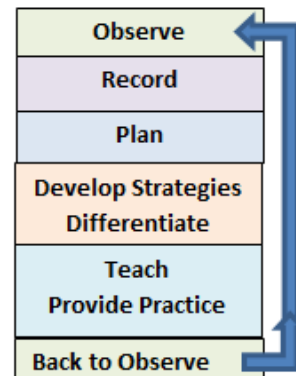 Observe
Record
Plan
Develop Strategies
Differentiate
Teach
Provide Practice
Back to Observe